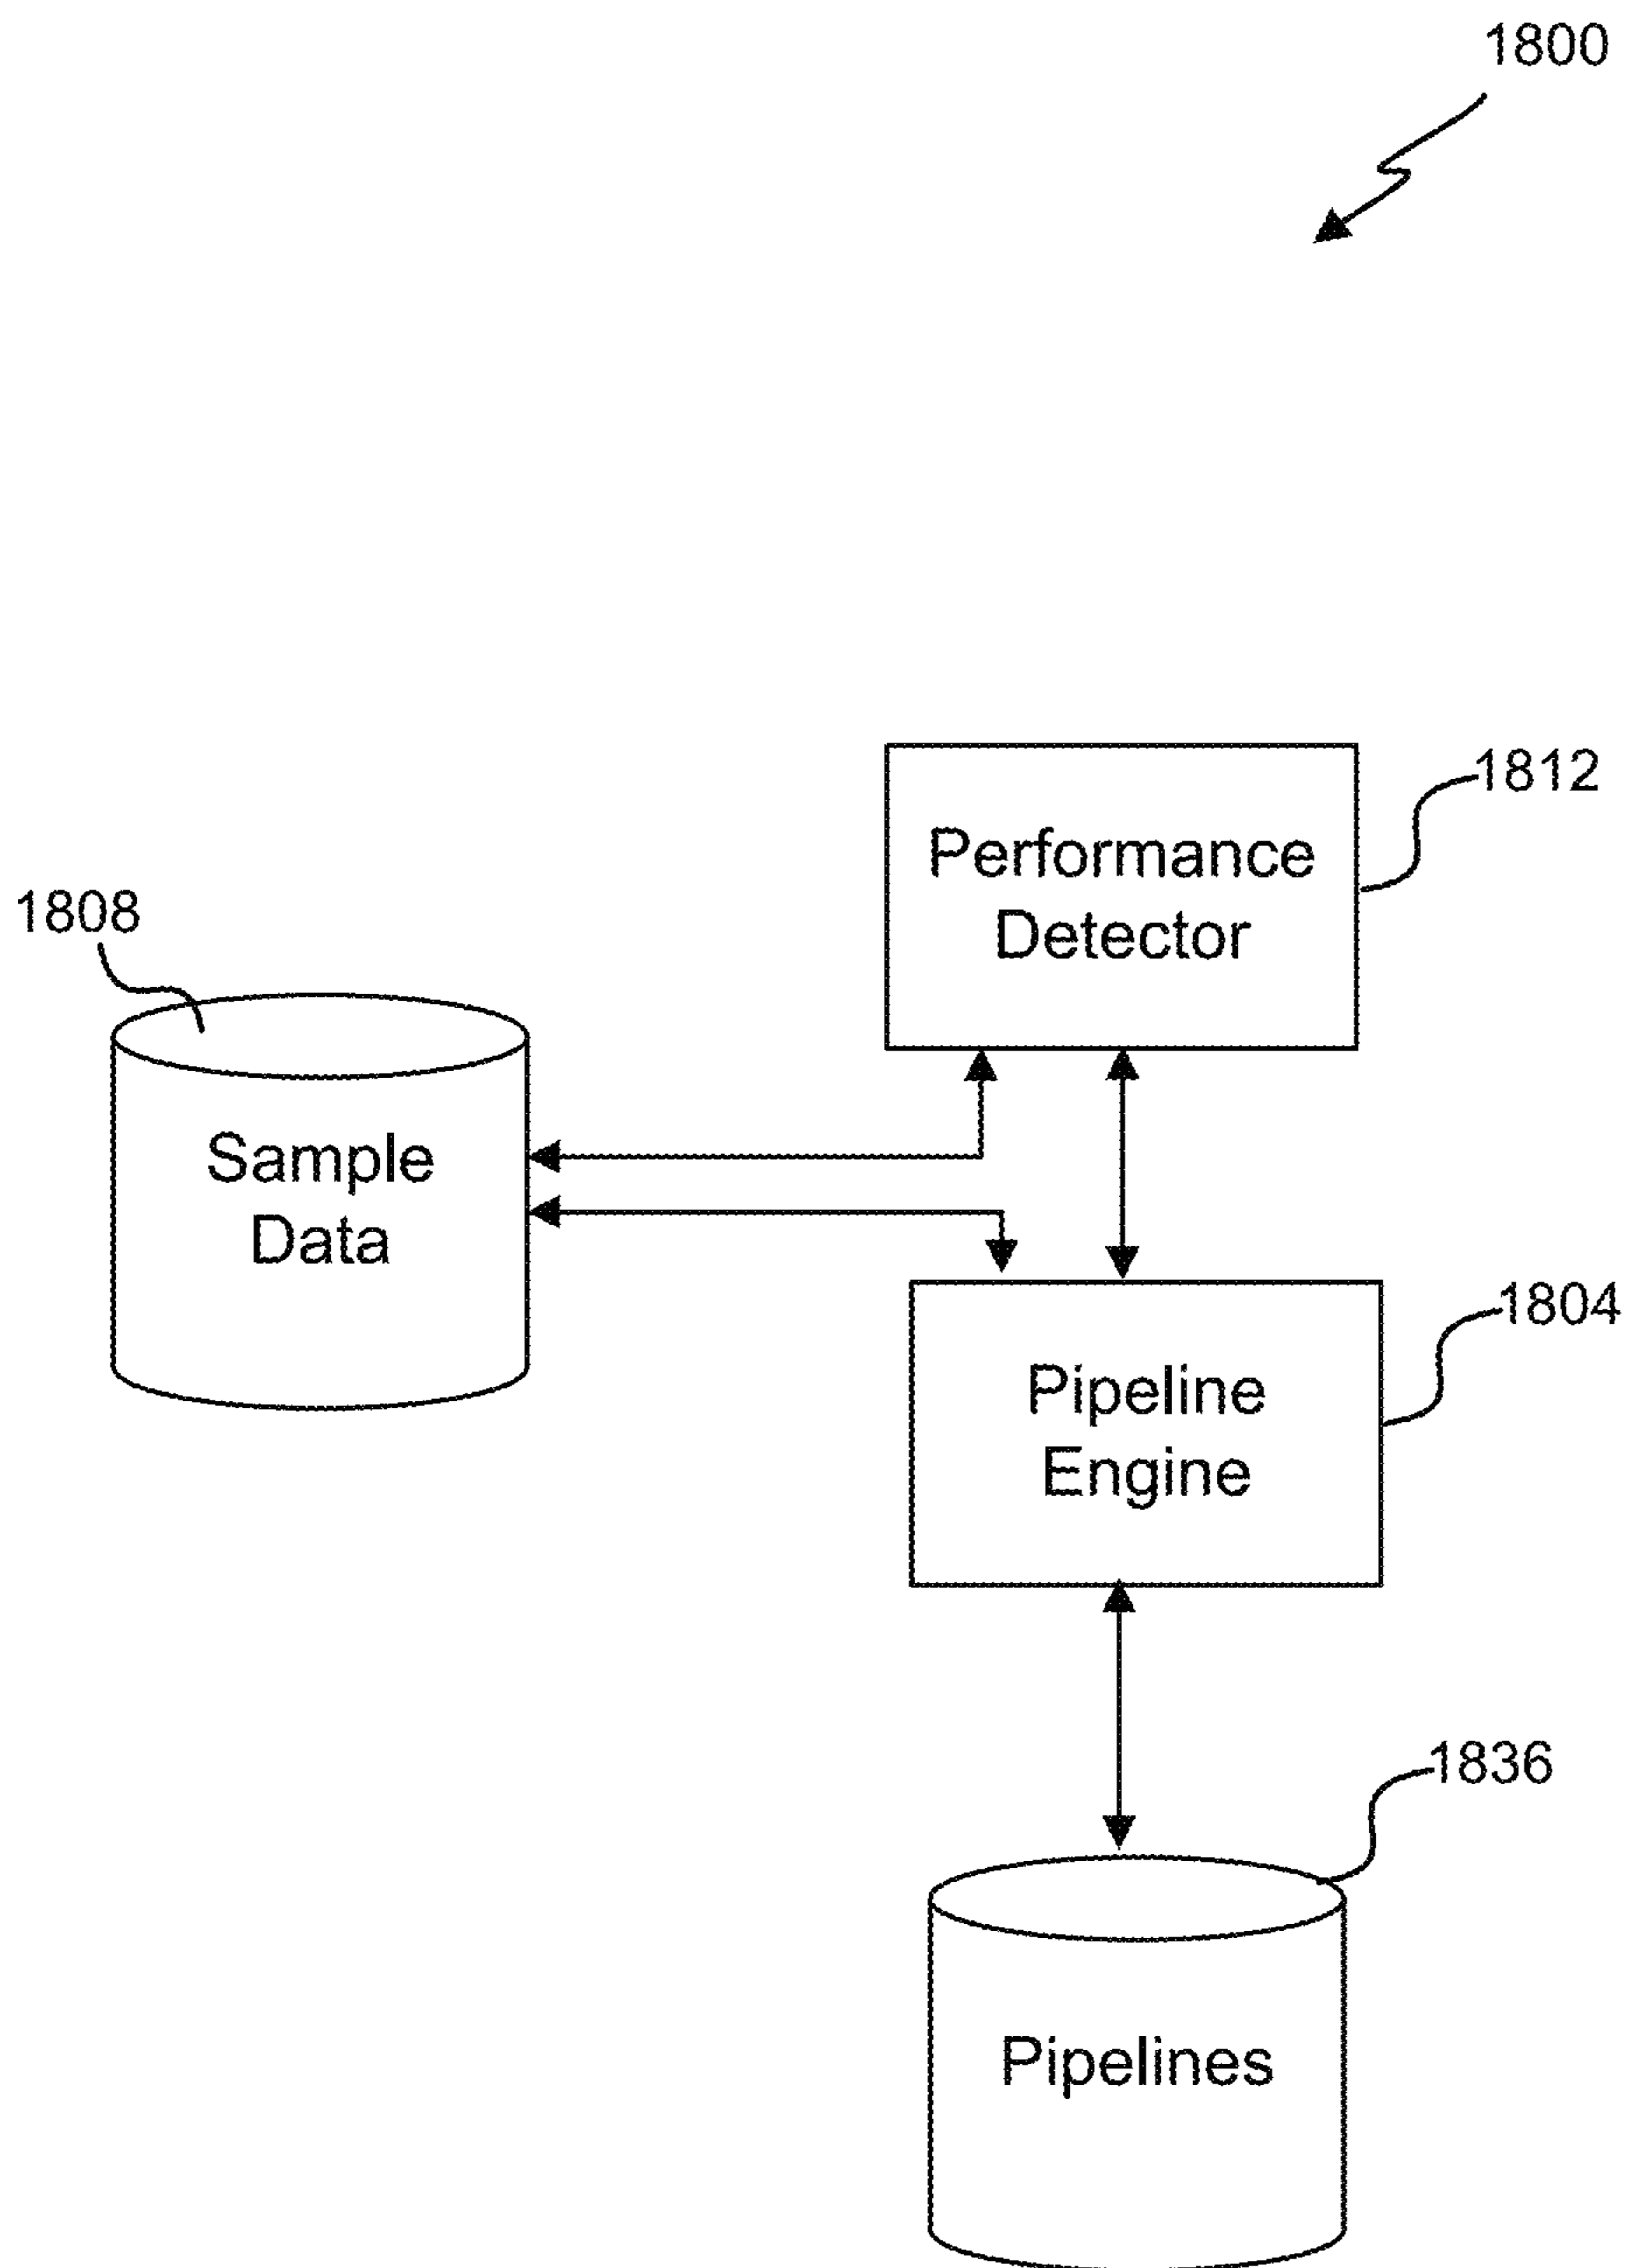 1800
1812
Performance
Detector
1808
Sample
Data
1804
Pipeline
Engine
1836
Pipelines